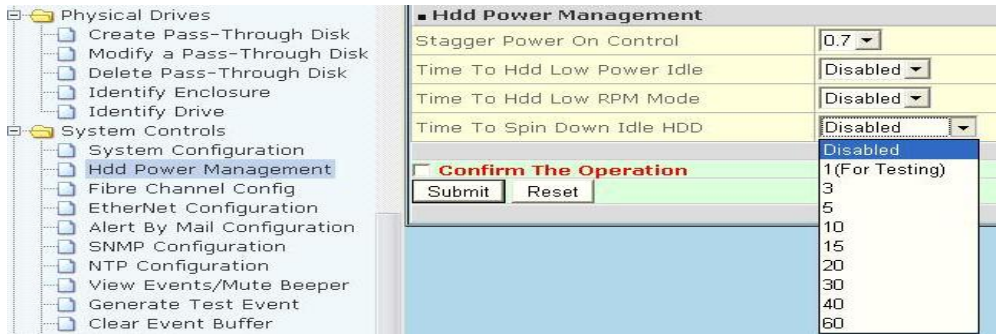 Physical Drives
Create Pass-Through Disk
Modify a Pass-Through Disk
Delete Pass-Through Disk
Identify Enclosure
Identify Drive
System Controls
System Configuration
Hdd Power Management
Fibre Channel Config
EtherNet Configuration
Alert By Mail Configuration
SNMP Configuration
NTP Configuration
View Events/Mute Beeper
Generate Test Event
Clear Event Buffer
Hdd Power Management
Stagger Power On Control 0.7
Time To Hdd Low Power Idle Disabled
Time To Hdd Low RPM Mode Disabled
Time To Spin Down Idle HDD Disabled
Disabled
1(For Testing)
3
5
10
15
20
30
40
60
Confirm The Operation
Submit Reset